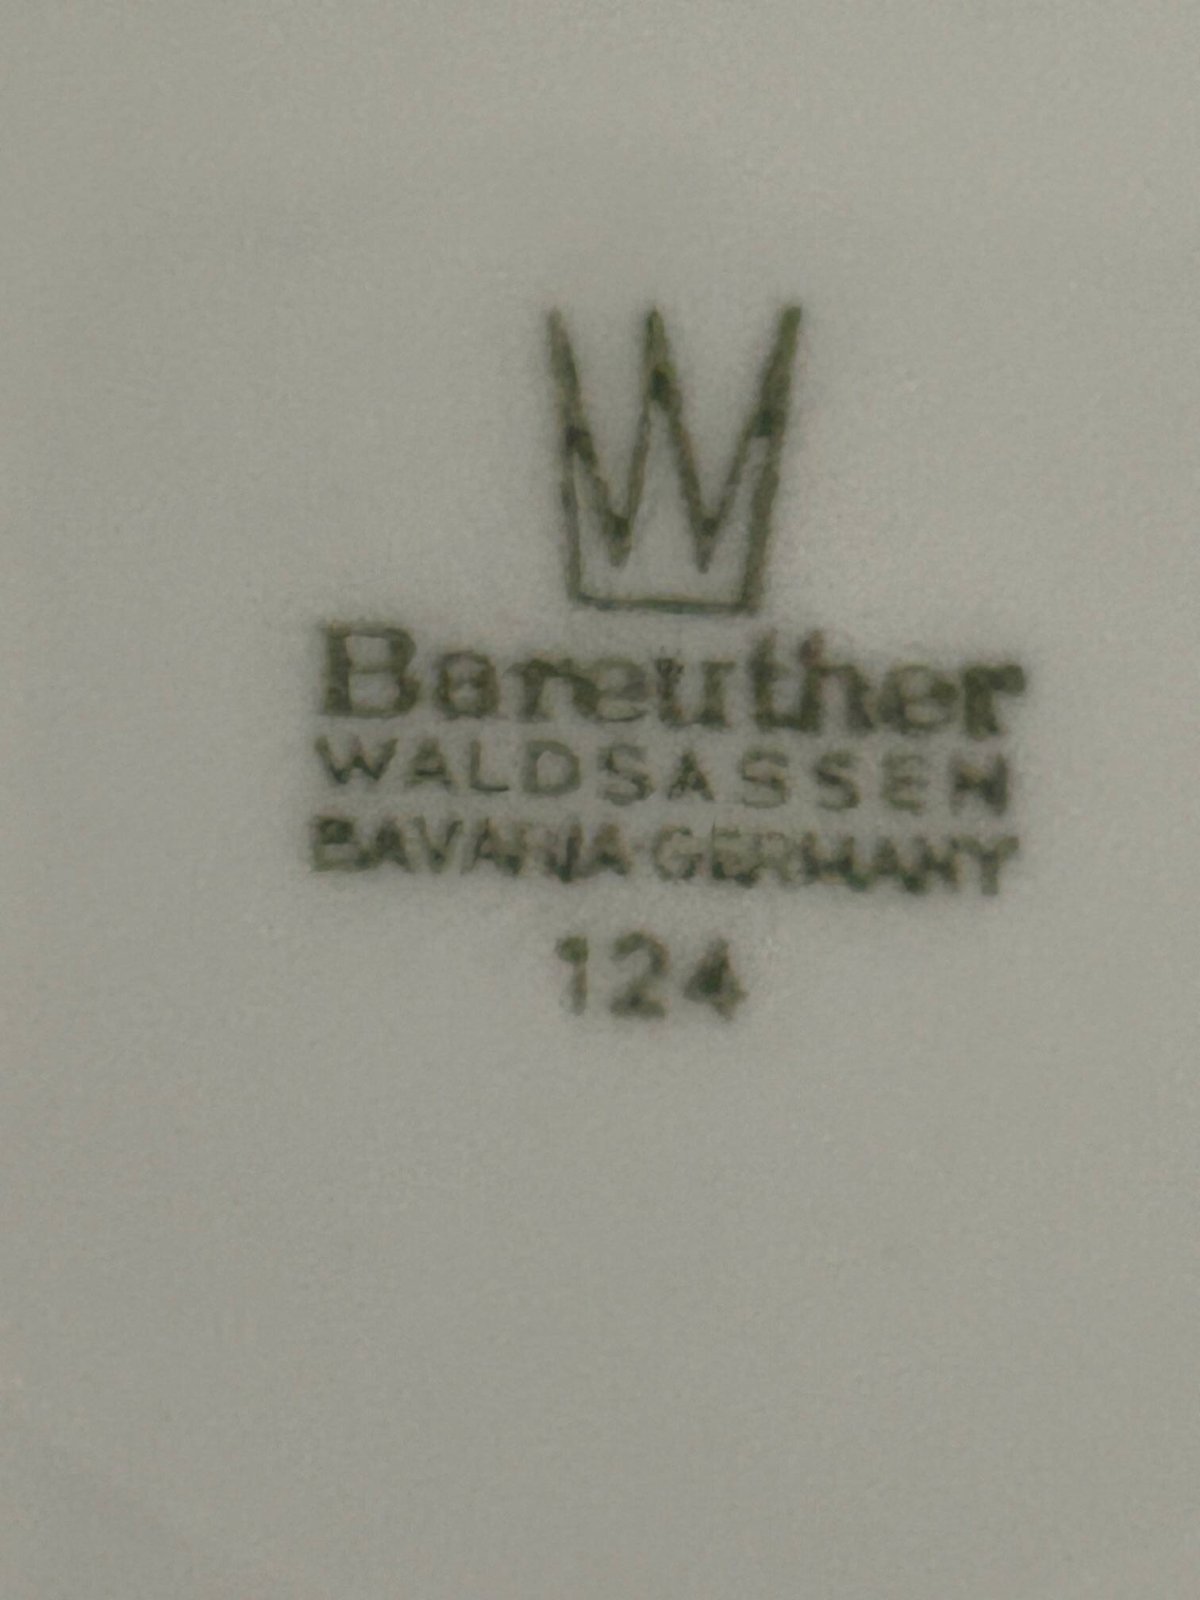 W
Bareuther
WALDSASSEN
BAVARIA GERMANY
124